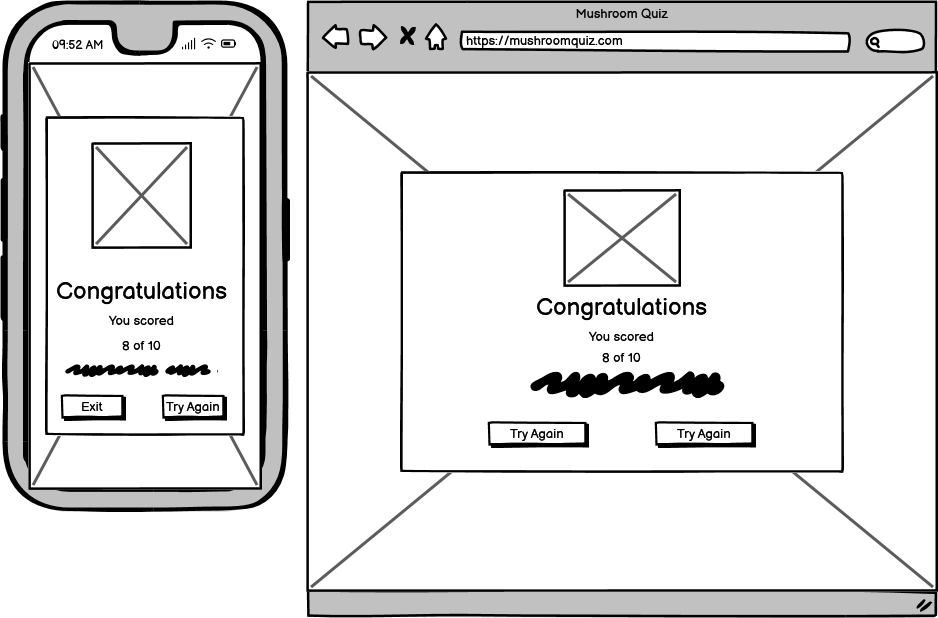 09:52 AM
Congratulations
You scored
8 of 10
Exit
Try Again
Mushroom Quiz
https://mushroomquiz.com
Congratulations
You scored
8 of 10
Try Again
Try Again